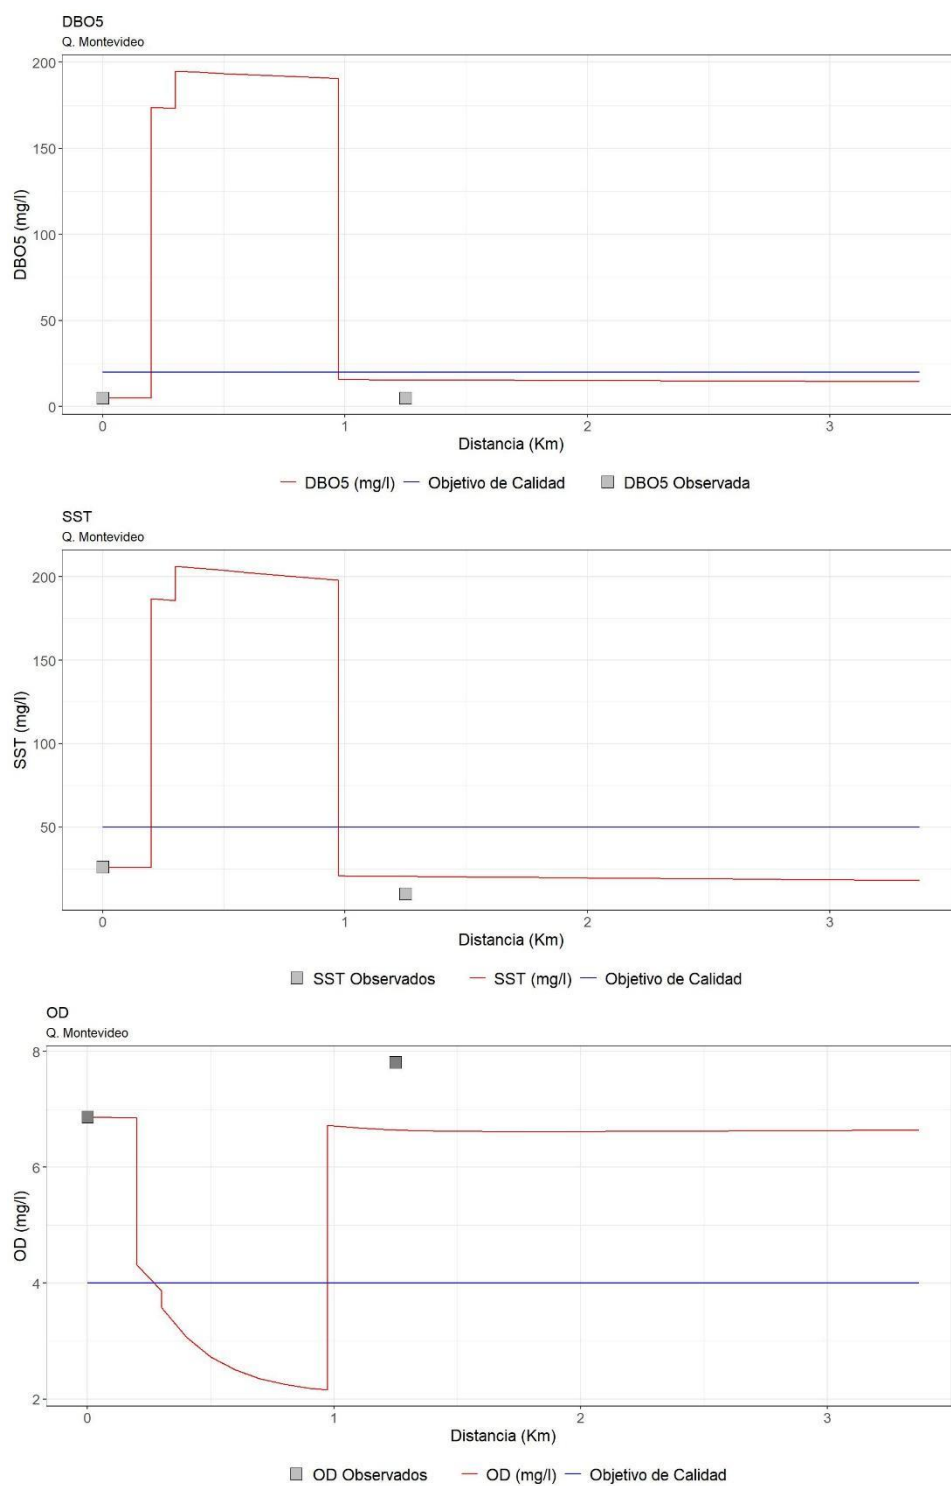 DBO5
Q. Montevideo
200
150
100
50
0
DBO5 (mg/l)
0 1 2 3
Distancia (Km)
DBO5 (mg/l) Objetivo de Calidad DBO5 Observada
SST
Q. Montevideo
200
150
100
50
SST (mg/l)
0 1 2 3
Distancia (Km)
SST Observados SST (mg/l) Objetivo de Calidad
OD
Q. Montevideo
8
6
4
2
OD (mg/l)
0 1 2 3
Distancia (Km)
OD Observados OD (mg/l) Objetivo de Calidad